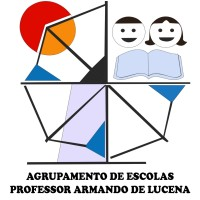 AGRUPAMENTO DE ESCOLAS
PROFESSOR ARMANDO DE LUCENA